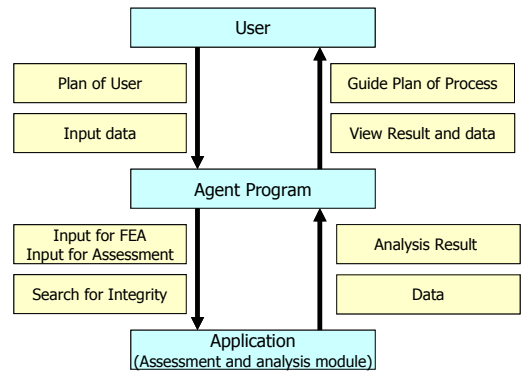 User
Plan of User
Guide Plan of Process
Input data
View Result and data
Agent Program
Input for FEA
Input for Assessment
Analysis Result
Search for Integrity
Data
Application
(Assessment and analysis module)